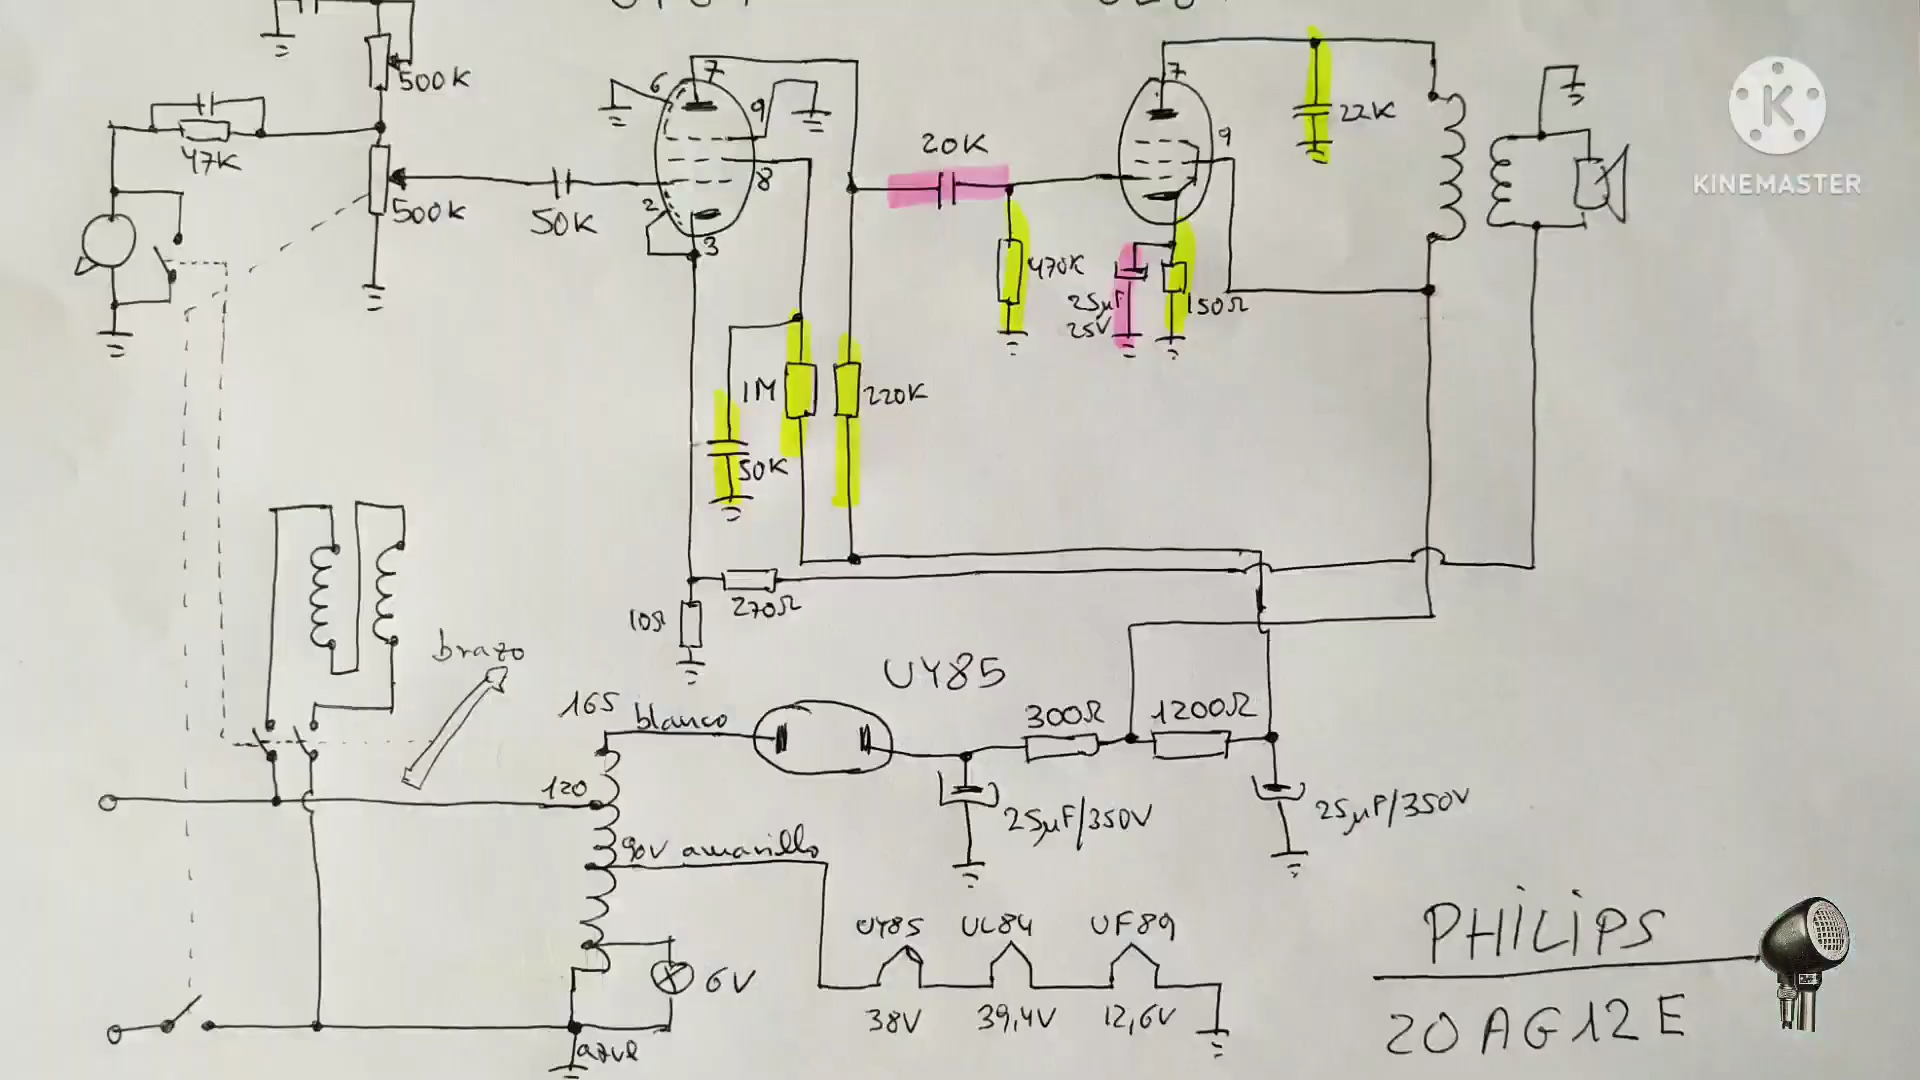 500K
47K
500K
50K
6
7
9
8
2
3
20K
7
9
22K
470K
25µF
25V
150Ω
1M
220K
50K
270Ω
10Ω
brazo
UY85
165
blanco
300Ω
1200Ω
120
25µF/350V
25µF/350V
90V amarillo
UY85
UL84
UF89
6V
38V
39,4V
12,6V
azul
PHILIPS
20AG12E
K
KINEMASTER